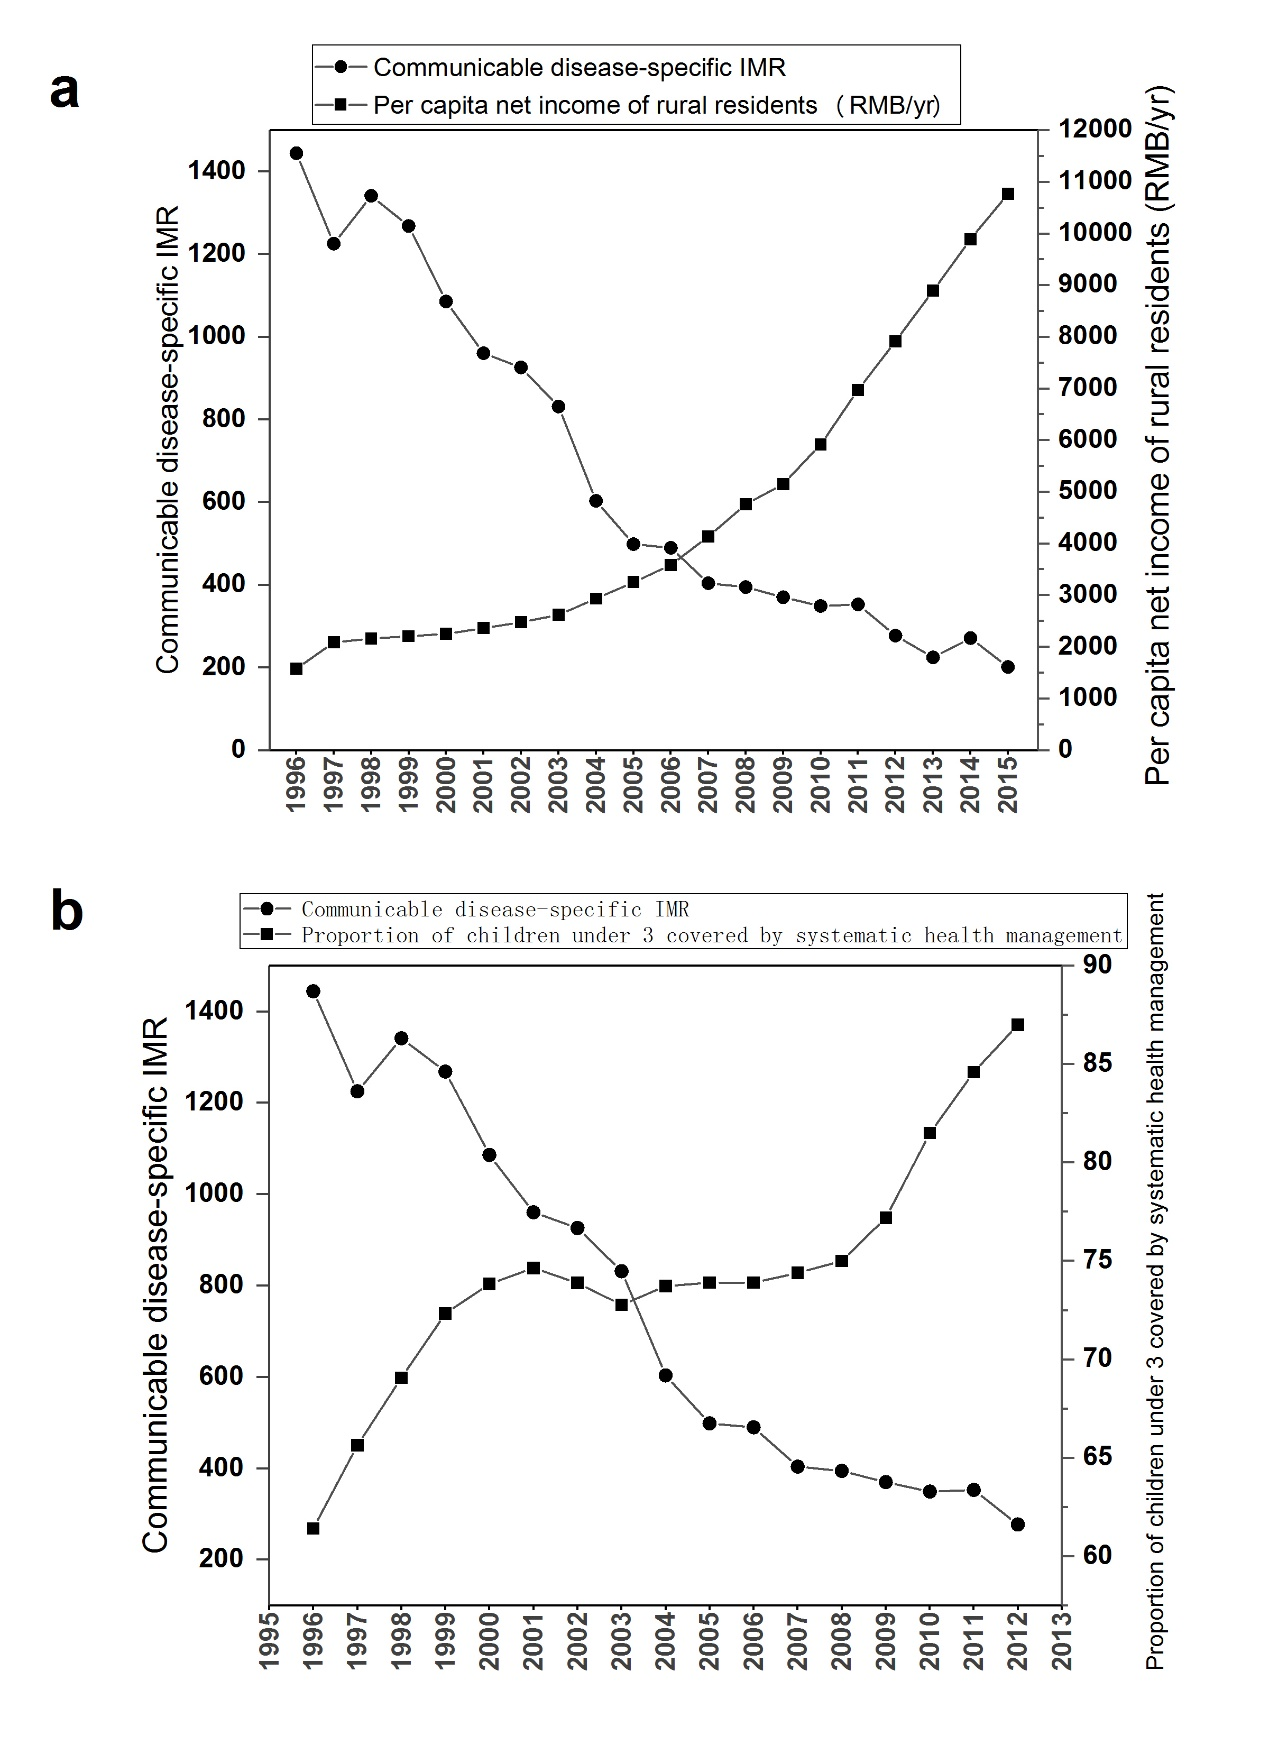 a
Communicable disease-specific IMR
Per capita net income of rural residents （RMB/yr)
Communicable disease-specific IMR
1400
1200
1000
800
600
400
200
0
12000
11000
10000
9000
8000
7000
6000
5000
4000
3000
2000
1000
0
Per capita net income of rural residents (RMB/yr)
1996 1997 1998 1999 2000 2001 2002 2003 2004 2005 2006 2007 2008 2009 2010 2011 2012 2013 2014 2015
b
Communicable disease-specific IMR
Proportion of children under 3 covered by systematic health management
Communicable disease-specific IMR
1400
1200
1000
800
600
400
200
90
85
80
75
70
65
60
Proportion of children under 3 covered by systematic health management
1995 1996 1997 1998 1999 2000 2001 2002 2003 2004 2005 2006 2007 2008 2009 2010 2011 2012 2013